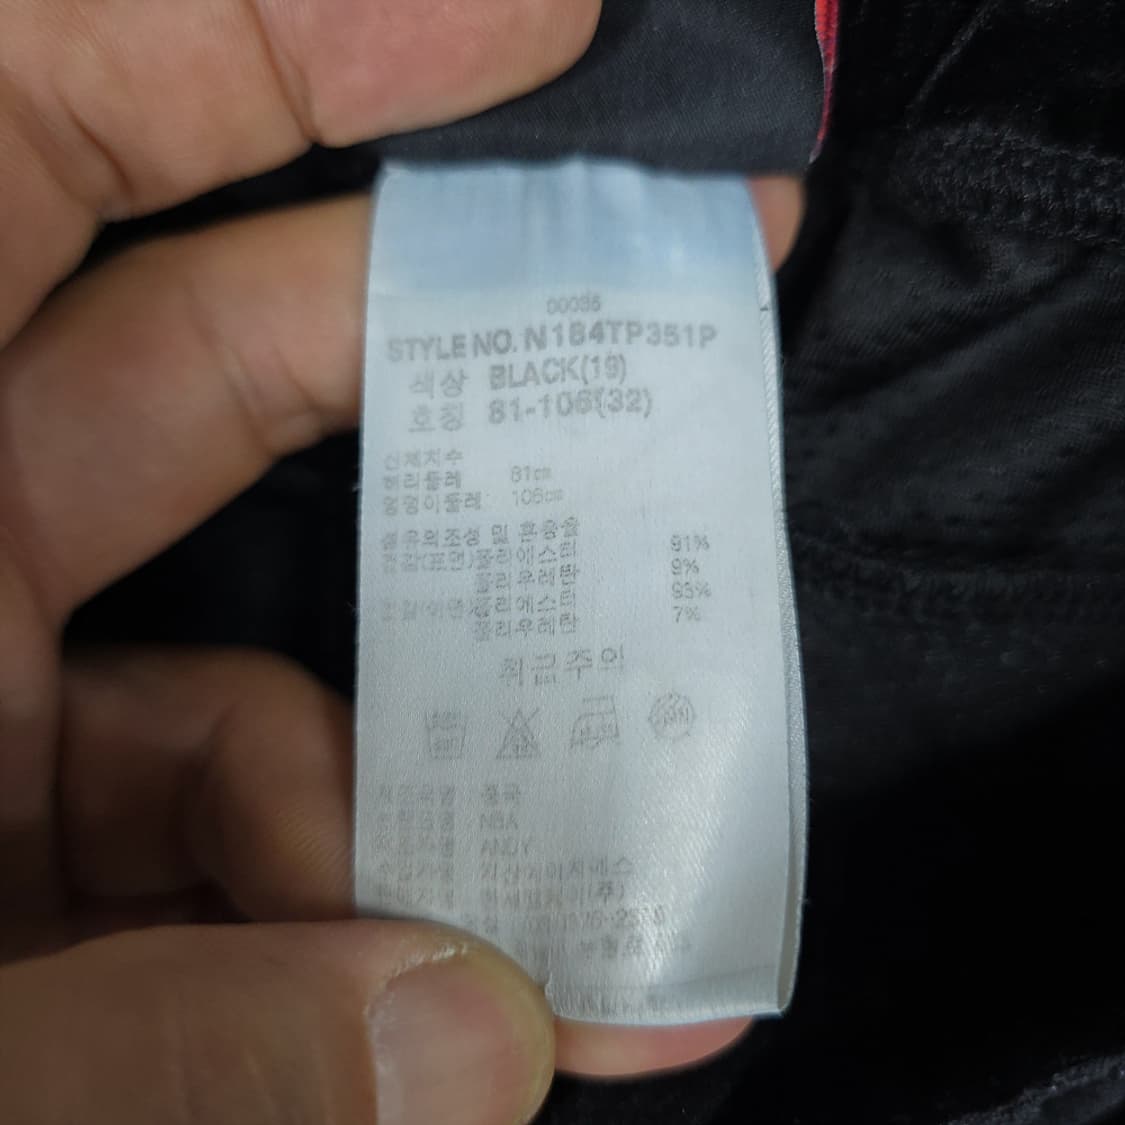 00035
STYLE NO. N184TP351P
색상 BLACK(19)
호칭 81-106(32)
신체치수
허리둘레 81cm
엉덩이둘레 106cm
섬유의조성 및 혼용율
겉감(표면)폴리에스터 91%
폴리우레탄 9%
겉감(이면)폴리에스터 93%
폴리우레탄 7%
취급주의
제조국명 중국
NBA
ANDY